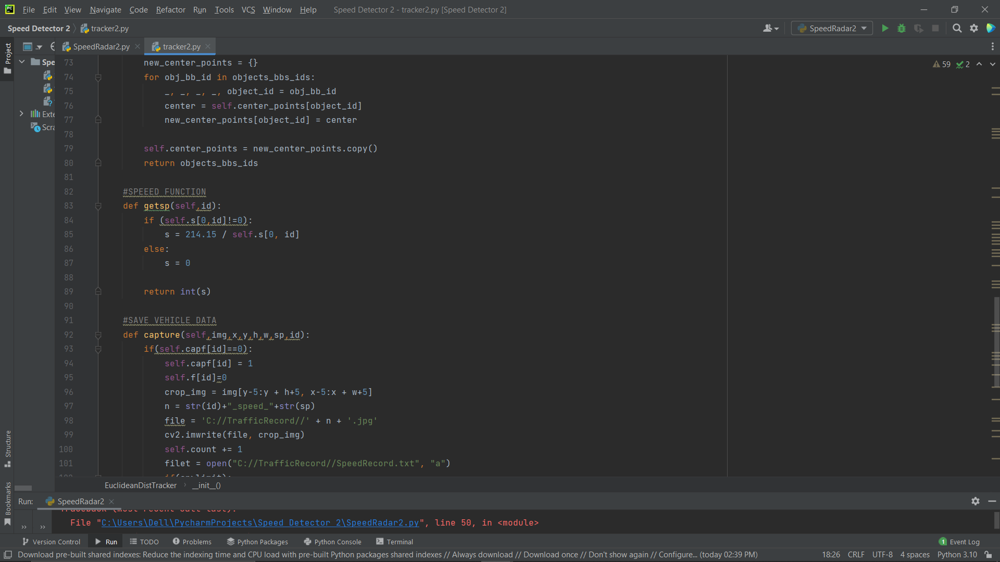 File Edit View Navigate Code Refactor Run Tools VCS Window Help Speed Detector 2 - tracker2.py [Speed Detector 2]
Speed Detector 2 tracker2.py SpeedRadar2
Project
SpeedRadar2.py tracker2.py
Spe
Exte
Scra
59 2
73 new_center_points = {}
74 for obj_bb_id in objects_bbs_ids:
75 _, _, _, _, object_id = obj_bb_id
76 center = self.center_points[object_id]
77 new_center_points[object_id] = center
78
79 self.center_points = new_center_points.copy()
80 return objects_bbs_ids
81
82 #SPEEED FUNCTION
83 def getsp(self,id):
84 if (self.s[0,id]!=0):
85 s = 214.15 / self.s[0, id]
86 else:
87 s = 0
88
89 return int(s)
90
91 #SAVE VEHICLE DATA
92 def capture(self,img,x,y,h,w,sp,id):
93 if(self.capf[id]==0):
94 self.capf[id] = 1
95 self.f[id]=0
96 crop_img = img[y-5:y + h+5, x-5:x + w+5]
97 n = str(id)+"_speed_"+str(sp)
98 file = 'C://TrafficRecord//' + n + '.jpg'
99 cv2.imwrite(file, crop_img)
100 self.count += 1
101 filet = open("C://TrafficRecord//SpeedRecord.txt", "a")
Structure
Bookmarks
EuclideanDistTracker __init__()
Run: SpeedRadar2
Traceback (most recent call last):
File "C:\Users\Dell\PycharmProjects\Speed Detector 2\SpeedRadar2.py", line 50, in <module>
Version Control Run TODO Problems Python Packages Python Console Terminal 1 Event Log
Download pre-built shared indexes: Reduce the indexing time and CPU load with pre-built Python packages shared indexes // Always download // Download once // Don't show again // Configure... (today 02:39 PM) 18:26 CRLF UTF-8 4 spaces Python 3.10